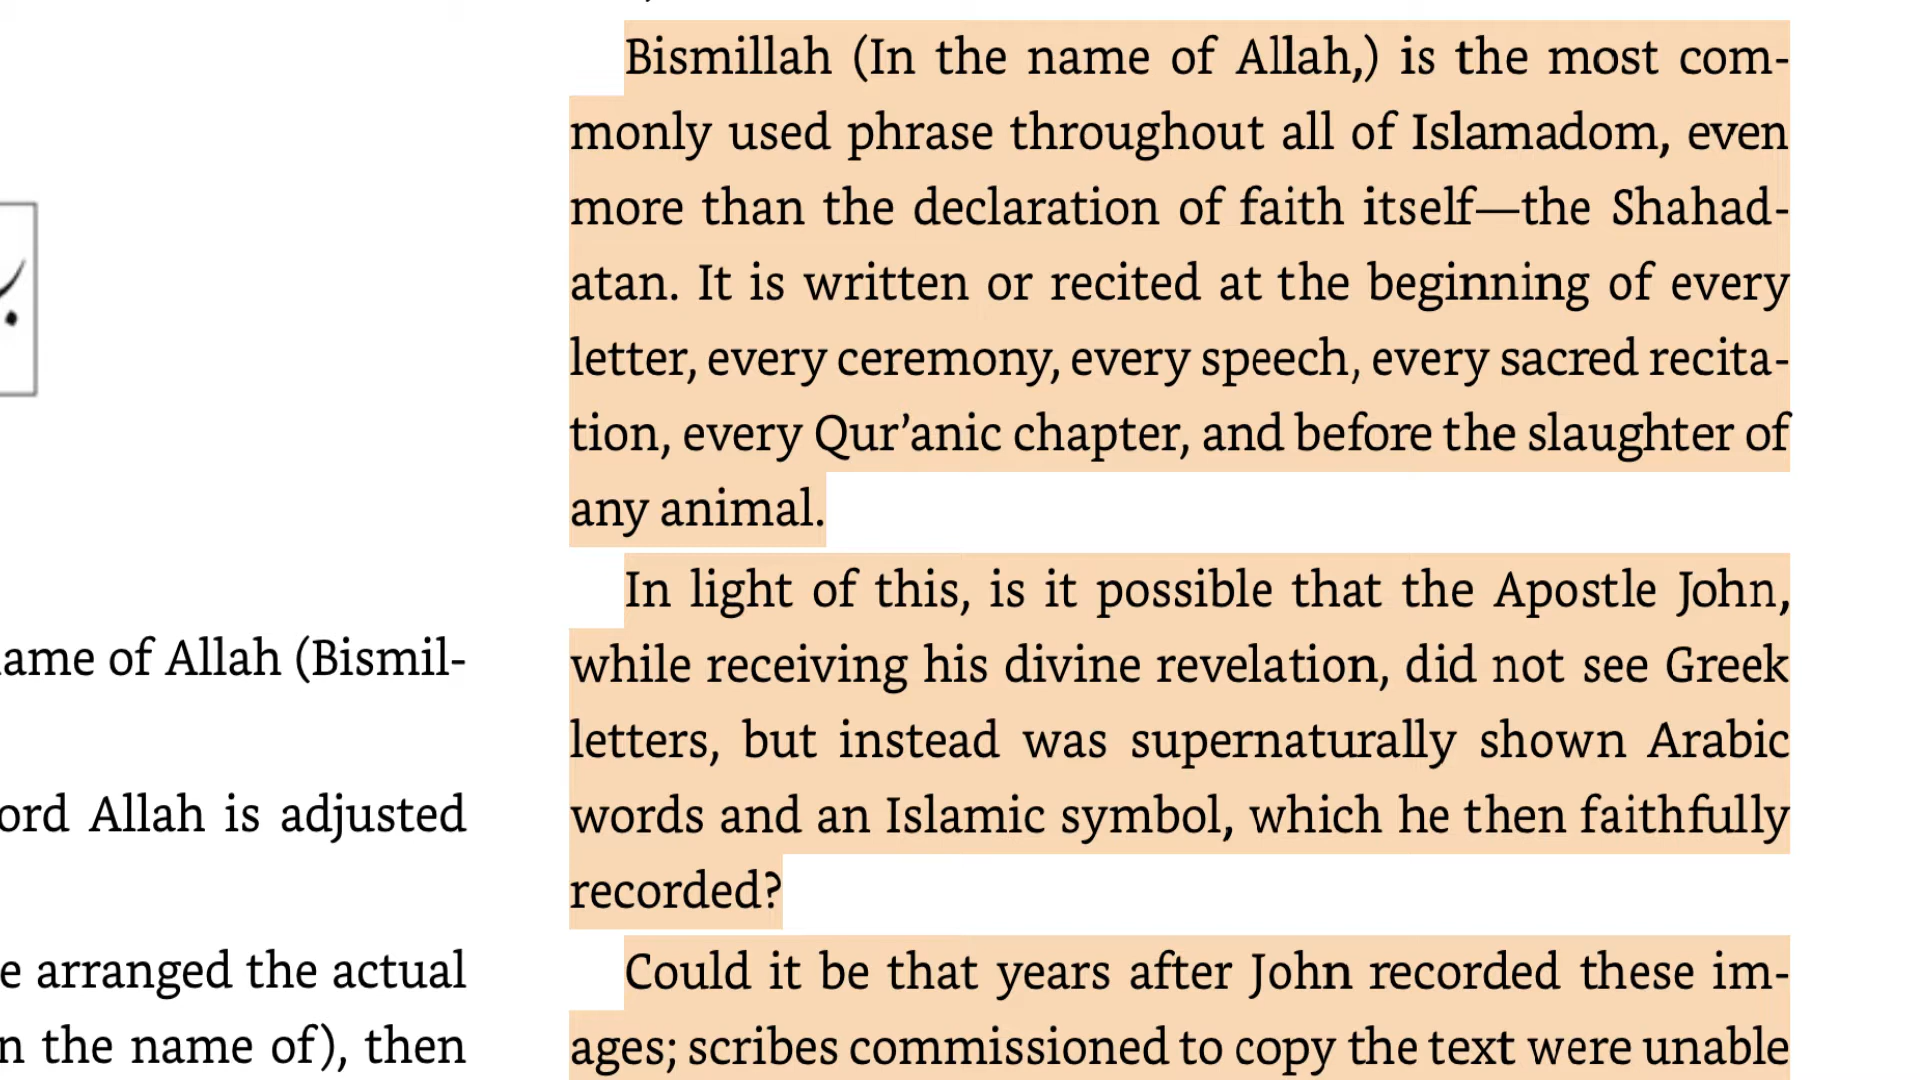 ame of Allah (Bismil-
ord Allah is adjusted
e arranged the actual
n the name of), then
Bismillah (In the name of Allah,) is the most com-
monly used phrase throughout all of Islamadom, even
more than the declaration of faith itself—the Shahad-
atan. It is written or recited at the beginning of every
letter, every ceremony, every speech, every sacred recita-
tion, every Qur’anic chapter, and before the slaughter of
any animal.
In light of this, is it possible that the Apostle John,
while receiving his divine revelation, did not see Greek
letters, but instead was supernaturally shown Arabic
words and an Islamic symbol, which he then faithfully
recorded?
Could it be that years after John recorded these im-
ages; scribes commissioned to copy the text were unable